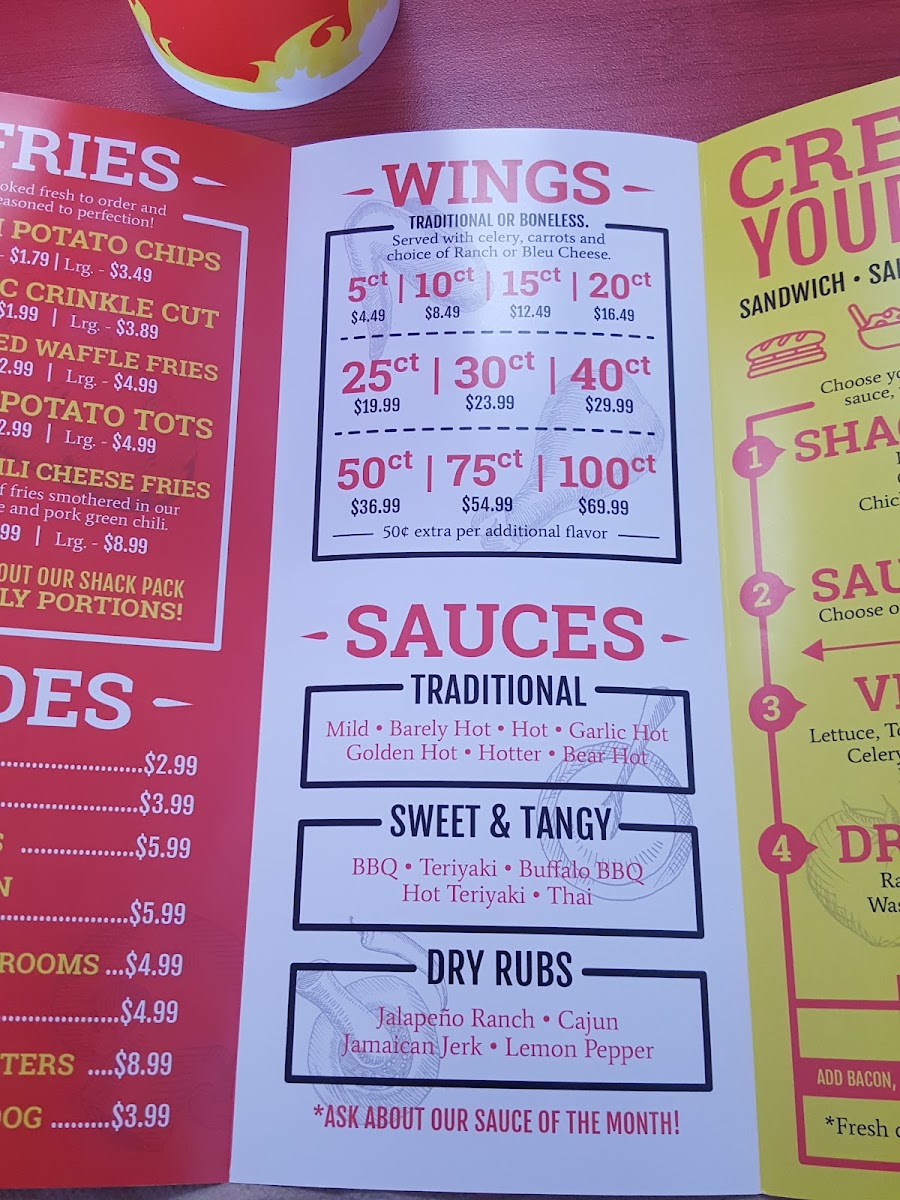 FRIES
oked fresh to order and
easoned to perfection!
POTATO CHIPS
- $1.79 | Lrg. - $3.49
C CRINKLE CUT
$1.99 | Lrg. - $3.89
ED WAFFLE FRIES
2.99 | Lrg. - $4.99
POTATO TOTS
2.99 | Lrg. - $4.99
ILI CHEESE FRIES
f fries smothered in our
e and pork green chili.
99 | Lrg. - $8.99
OUT OUR SHACK PACK
LY PORTIONS!
DES
$2.99
$3.99
S $5.99
N
$5.99
ROOMS ...$4.99
$4.99
TERS ....$8.99
DOG .........$3.99
WINGS
TRADITIONAL OR BONELESS.
Served with celery, carrots and
choice of Ranch or Bleu Cheese.
5ct | 10ct | 15ct | 20ct
$4.49 $8.49 $12.49 $16.49
25ct | 30ct | 40ct
$19.99 $23.99 $29.99
50ct | 75ct | 100ct
$36.99 $54.99 $69.99
50¢ extra per additional flavor
SAUCES
TRADITIONAL
Mild • Barely Hot • Hot • Garlic Hot
Golden Hot • Hotter • Bear Hot
SWEET & TANGY
BBQ • Teriyaki • Buffalo BBQ
Hot Teriyaki • Thai
DRY RUBS
Jalapeño Ranch • Cajun
Jamaican Jerk • Lemon Pepper
*ASK ABOUT OUR SAUCE OF THE MONTH!
CRE
YOUR
SANDWICH • SA
Choose yo
sauce,
1 SHAC
Chic
2 SAU
Choose o
3 VE
Lettuce, To
Celery
4 DR
Ra
Was
ADD BACON,
*Fresh